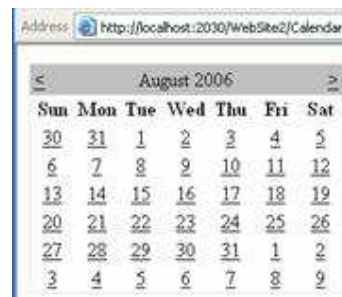 Address http://localhost:2030/WebSite2/Calendar
< August 2006 >
Sun Mon Tue Wed Thu Fri Sat
30 31 1 2 3 4 5
6 7 8 9 10 11 12
13 14 15 16 17 18 19
20 21 22 23 24 25 26
27 28 29 30 31 1 2
3 4 5 6 7 8 9